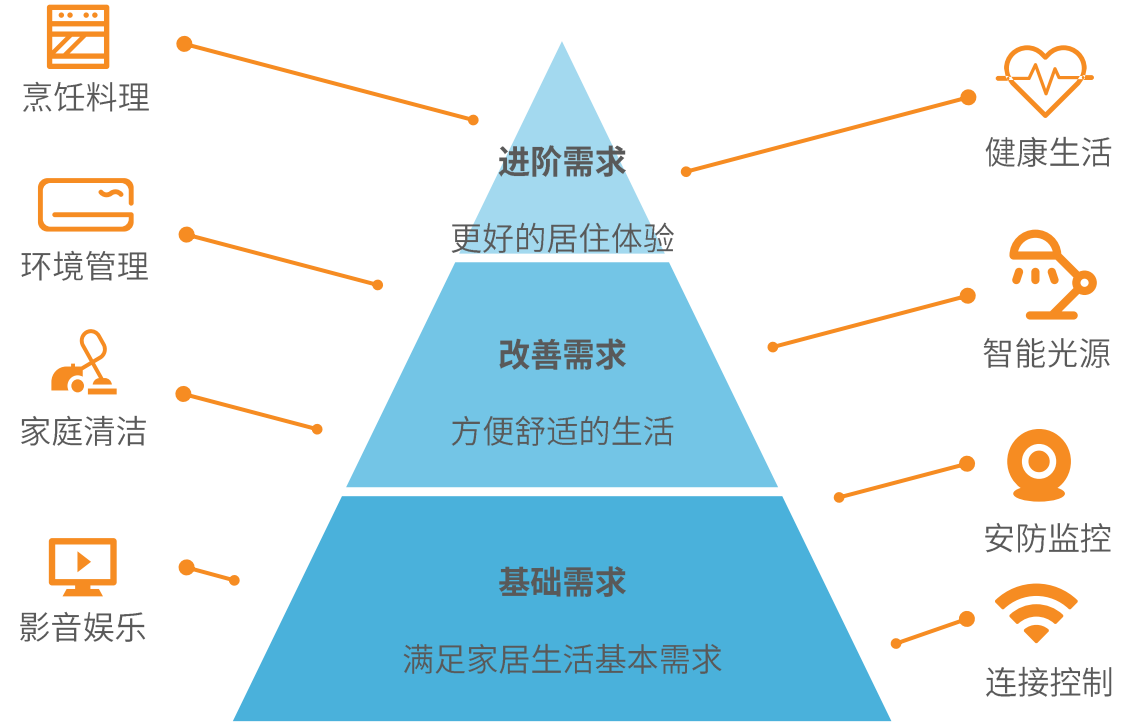 烹饪料理
环境管理
家庭清洁
影音娱乐
进阶需求
更好的居住体验
改善需求
方便舒适的生活
基础需求
满足家居生活基本需求
健康生活
智能光源
安防监控
连接控制